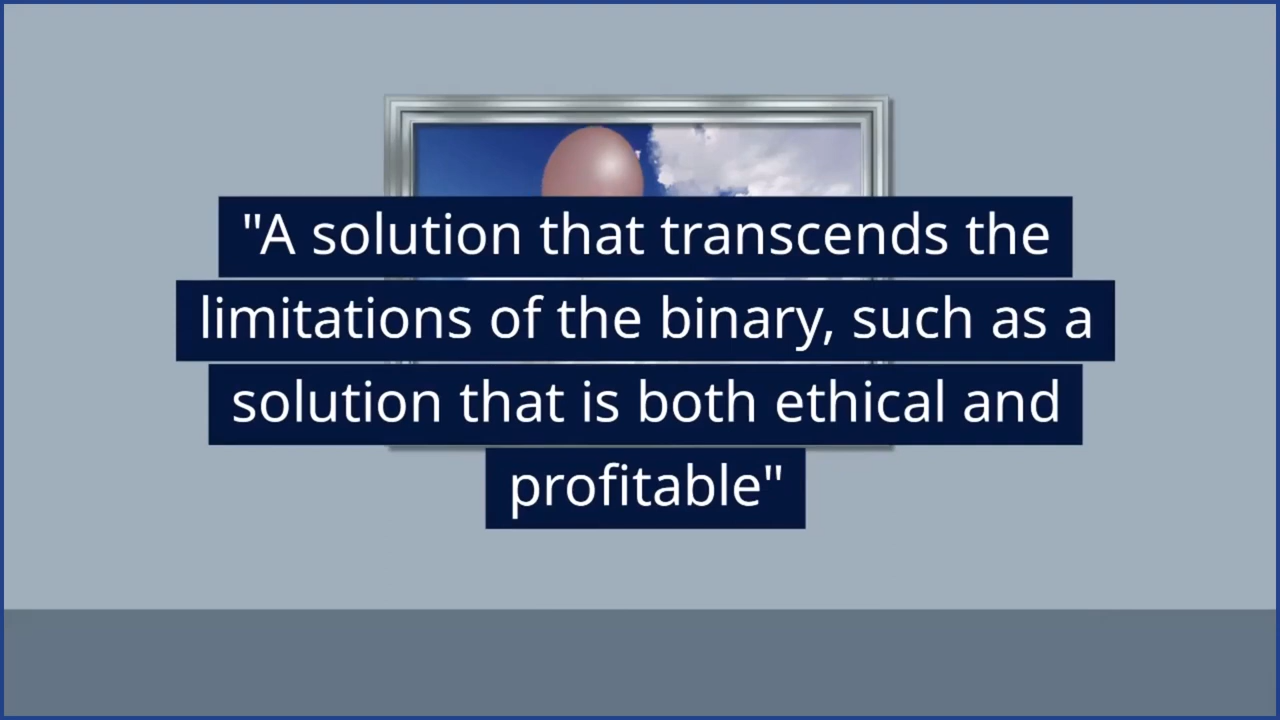 "A solution that transcends the
limitations of the binary, such as a
solution that is both ethical and
profitable"